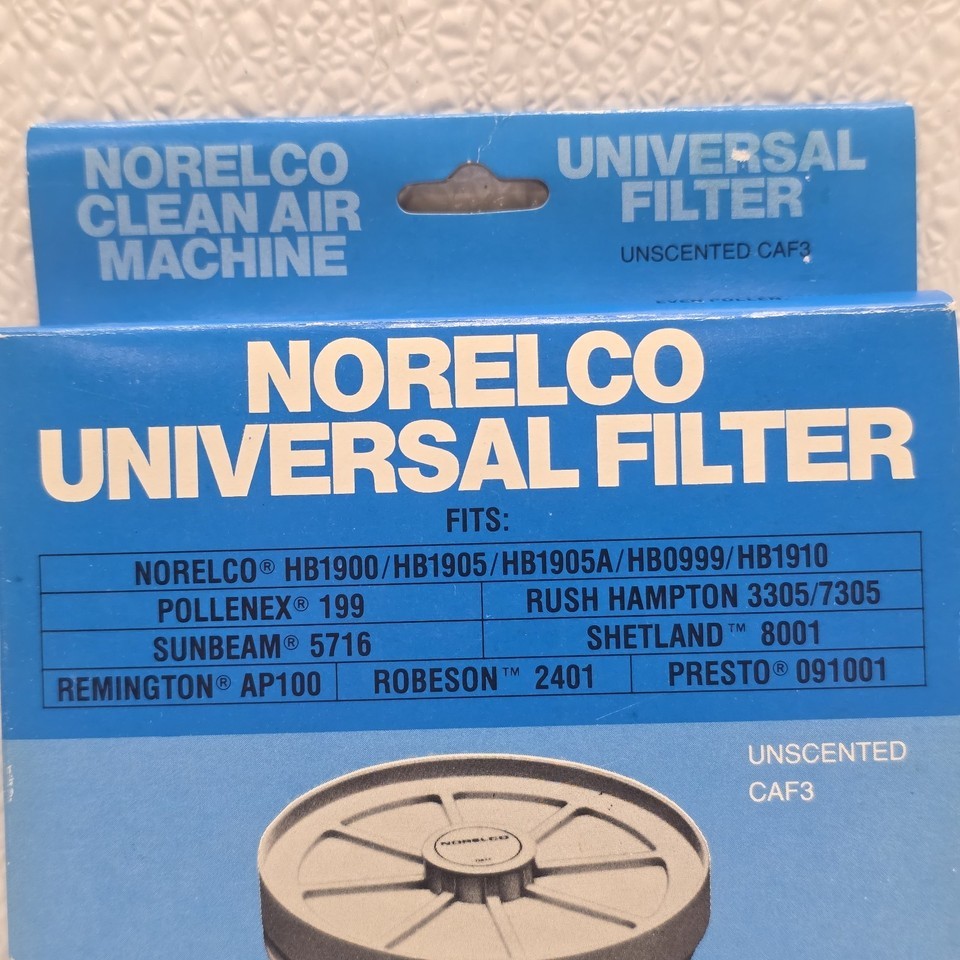 NORELCO
CLEAN AIR
MACHINE
UNIVERSAL
FILTER
UNSCENTED CAF3
NORELCO
UNIVERSAL FILTER
FITS:
NORELCO® HB1900/HB1905/HB1905A/HB0999/HB1910
POLLENEX® 199
RUSH HAMPTON 3305/7305
SUNBEAM® 5716
SHETLAND™ 8001
REMINGTON® AP100
ROBESON™ 2401
PRESTO® 091001
UNSCENTED
CAF3
NORELCO